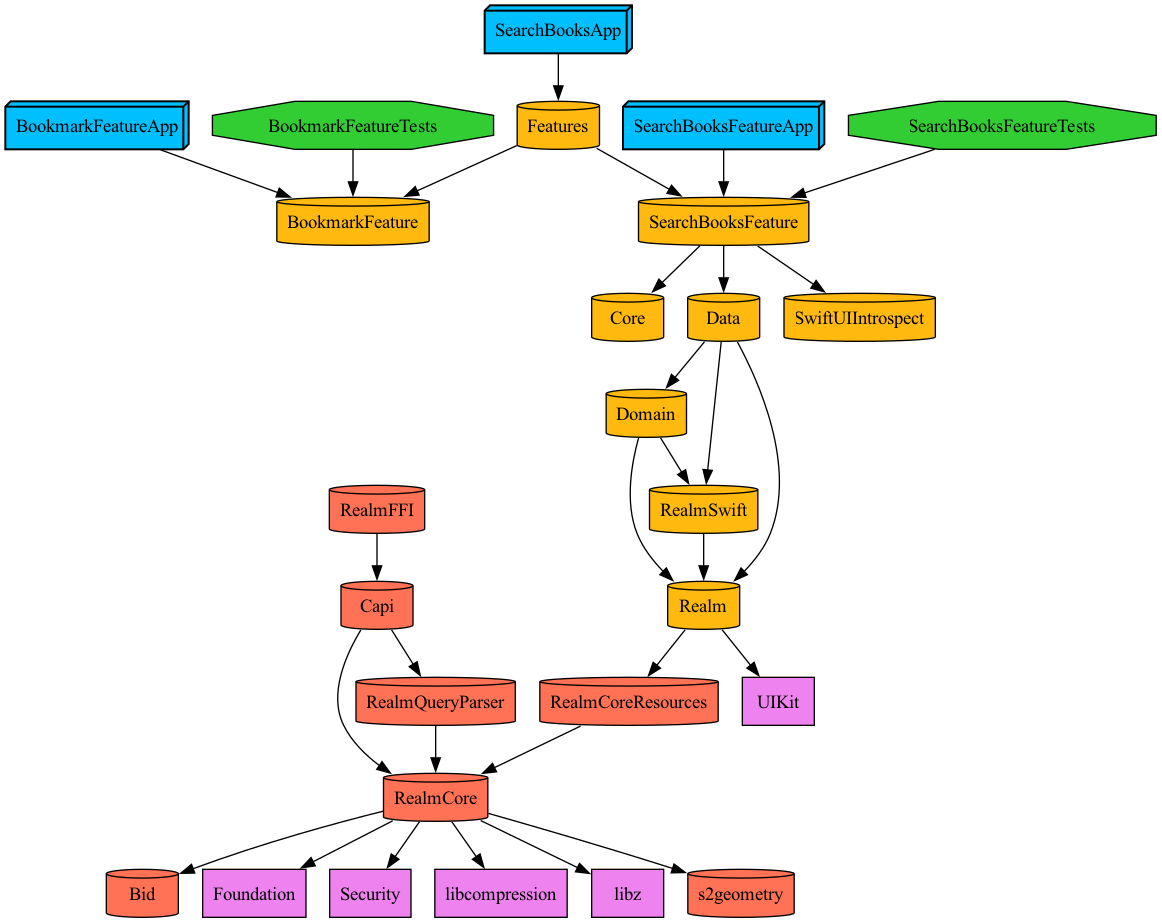 SearchBooksApp
BookmarkFeatureApp
BookmarkFeatureTests
Features
SearchBooksFeatureApp
SearchBooksFeatureTests
BookmarkFeature
SearchBooksFeature
Core
Data
SwiftUIIntrospect
Domain
RealmFFI
RealmSwift
Capi
Realm
RealmQueryParser
RealmCoreResources
UIKit
RealmCore
Bid
Foundation
Security
libcompression
libz
s2geometry